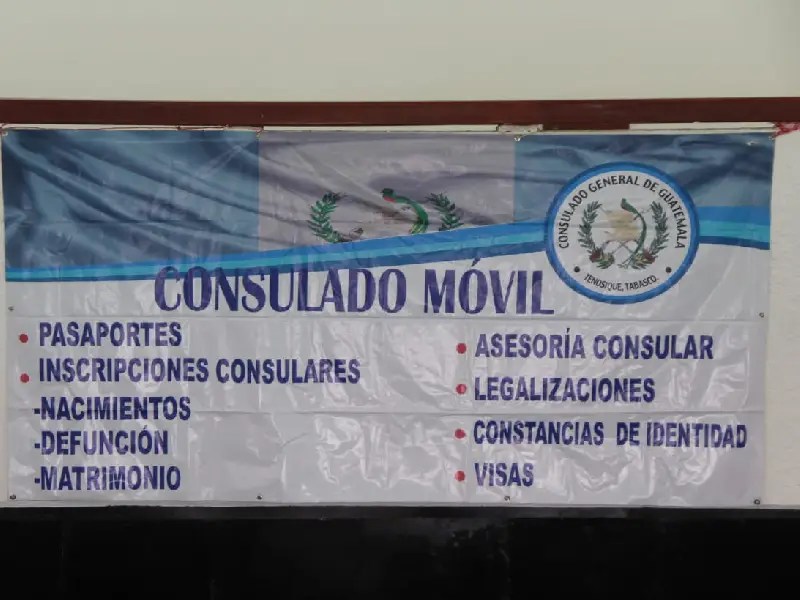 CONSULADO GENERAL DE GUATEMALA
TENOSIQUE, TABASCO.
CONSULADO MÓVIL
• PASAPORTES
• INSCRIPCIONES CONSULARES
-NACIMIENTOS
-DEFUNCIÓN
-MATRIMONIO
• ASESORÍA CONSULAR
• LEGALIZACIONES
• CONSTANCIAS DE IDENTIDAD
• VISAS